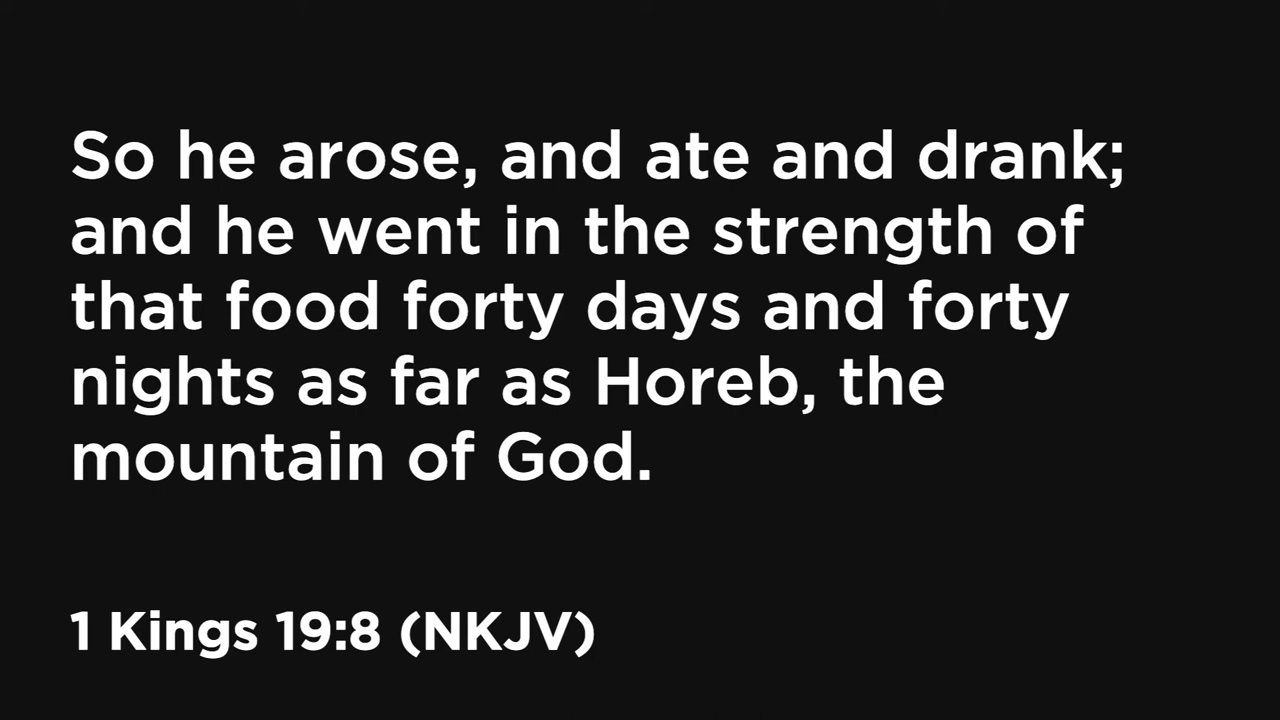 So he arose, and ate and drank;
and he went in the strength of
that food forty days and forty
nights as far as Horeb, the
mountain of God.
1 Kings 19:8 (NKJV)